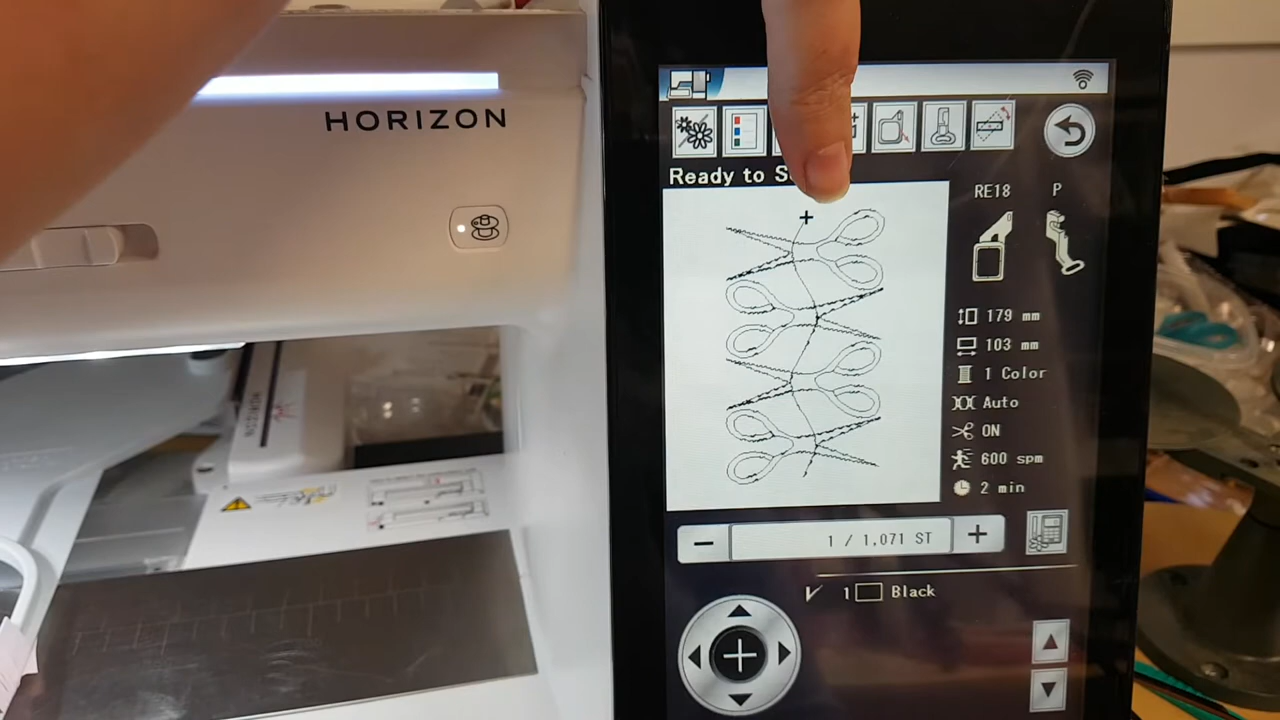 HORIZON
Ready to S
RE18 P
179 mm
103 mm
1 Color
Auto
ON
600 spm
2 min
1 / 1,071 ST
1 Black
HORIZON